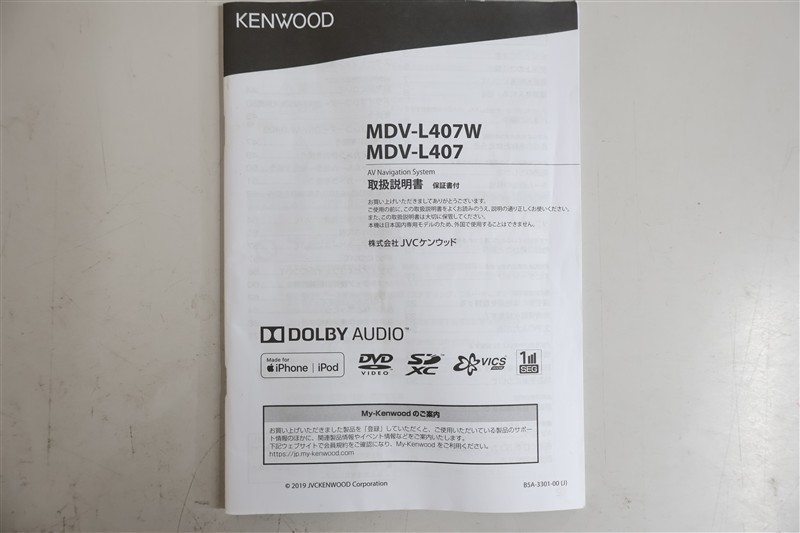 KENWOOD
MDV-L407W
MDV-L407
AV Navigation System
取扱説明書 保証書付
お買い上げいただきましてありがとうございます。
ご使用の前に、この取扱説明書をよくお読みのうえ、説明の通り正しくお使いください。
また、この取扱説明書は大切に保管してください。
本機は日本国内専用モデルのため、外国で使用することはできません。
株式会社 JVCケンウッド
DOLBY AUDIO™
Made for
iPhone | iPod
DVD VIDEO
SD XC
VICS
1 SEG
My-Kenwood のご案内
お買い上げいただきました製品を「登録」していただくと、ご使用いただいている製品のサポー
ト情報のほかに、関連製品情報やイベント情報などをご案内いたします。
下記ウェブサイトで会員規約をご確認になり、My-Kenwood をご利用ください。
https://jp.my-kenwood.com
© 2019 JVCKENWOOD Corporation
B5A-3301-00 (J)